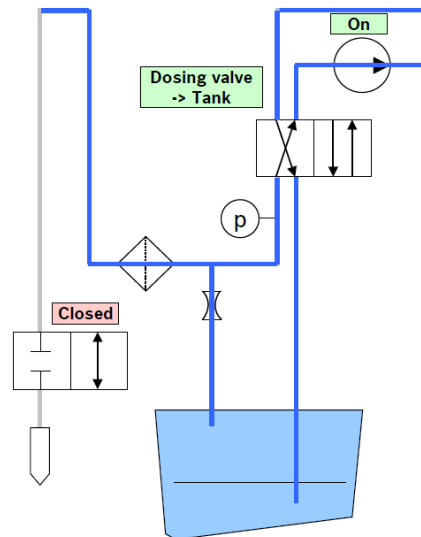 On
Dosing valve
-> Tank
p
Closed